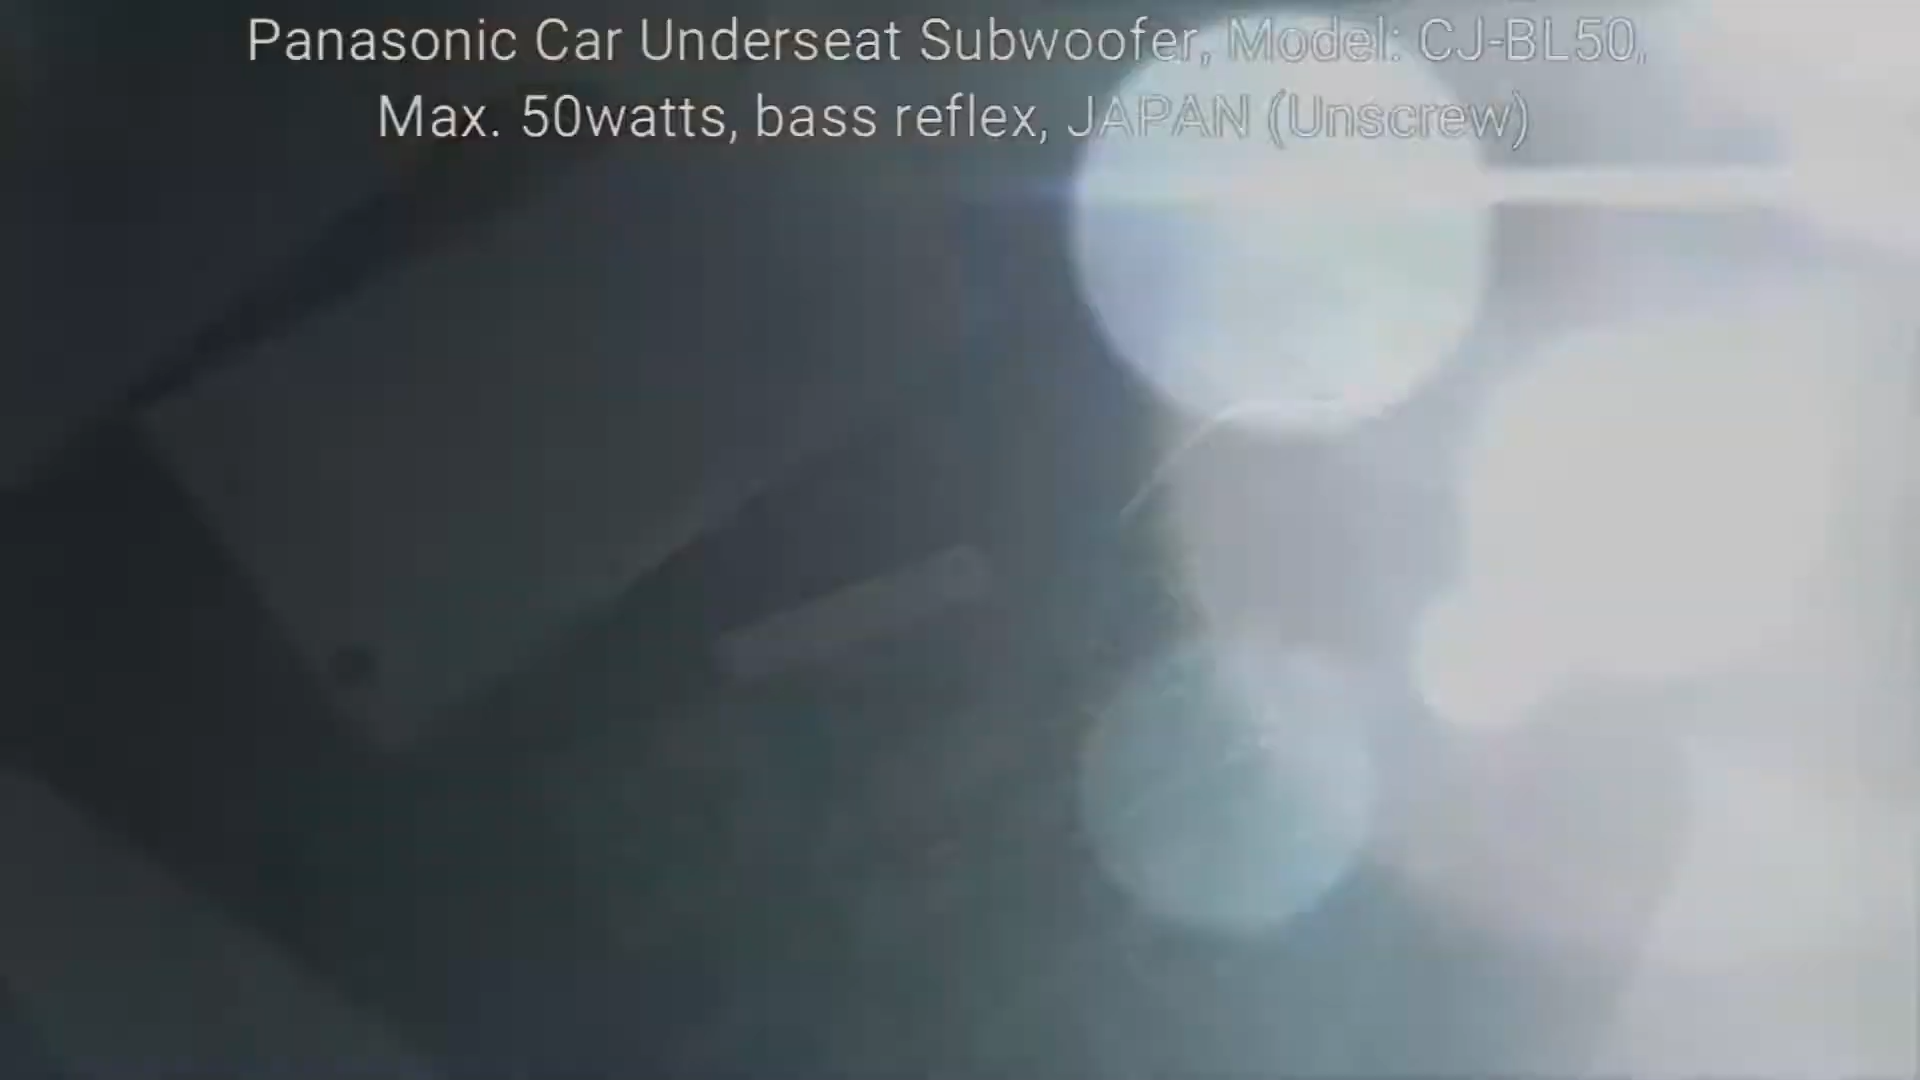 Panasonic Car Underseat Subwoofer, Model: CJ-BL50,
Max. 50watts, bass reflex, JAPAN (Unscrew)